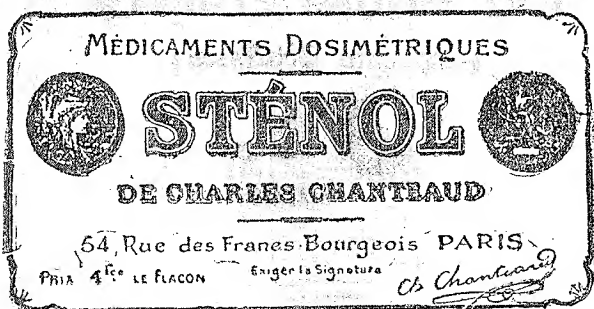 MÉDICAMENTS DOSIMÉTRIQUES
STÉNOL
DE CHARLES CHANTEAUD
54, Rue des Francs-Bourgeois PARIS
PRIX 4fcs LE FLACON Exiger la Signature Ch Chanteaud